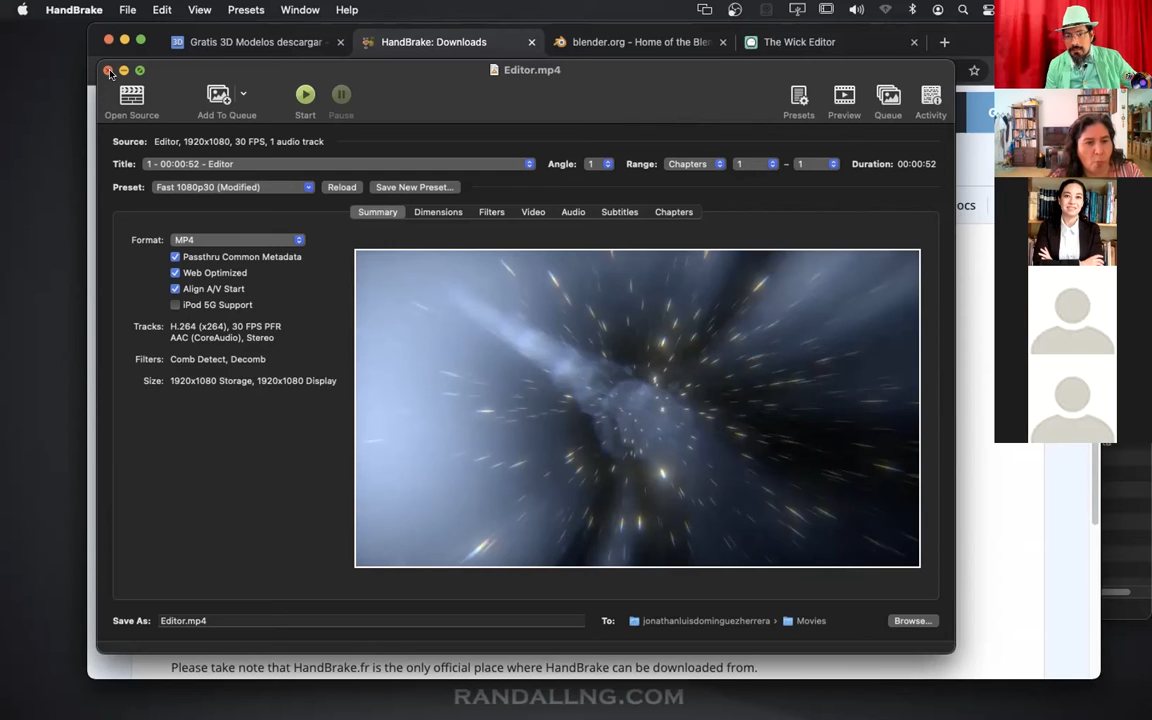 HandBrake File Edit View Presets Window Help
Gratis 3D Modelos descargar
HandBrake: Downloads
blender.org - Home of the Blen
The Wick Editor
Editor.mp4
Open Source
Add To Queue
Start
Pause
Presets
Preview
Queue
Activity
Source: Editor, 1920x1080, 30 FPS, 1 audio track
Title: 1 - 00:00:52 - Editor
Angle: 1
Range: Chapters 1 – 1
Duration: 00:00:52
Preset: Fast 1080p30 (Modified)
Reload
Save New Preset...
Summary Dimensions Filters Video Audio Subtitles Chapters
Format: MP4
Passthru Common Metadata
Web Optimized
Align A/V Start
iPod 5G Support
Tracks: H.264 (x264), 30 FPS PFR
AAC (CoreAudio), Stereo
Filters: Comb Detect, Decomb
Size: 1920x1080 Storage, 1920x1080 Display
Save As: Editor.mp4
To: jonathanluisdominguezherrera › Movies
Browse...
Please take note that HandBrake.fr is the only official place where HandBrake can be downloaded from.
RANDALLNG.COM